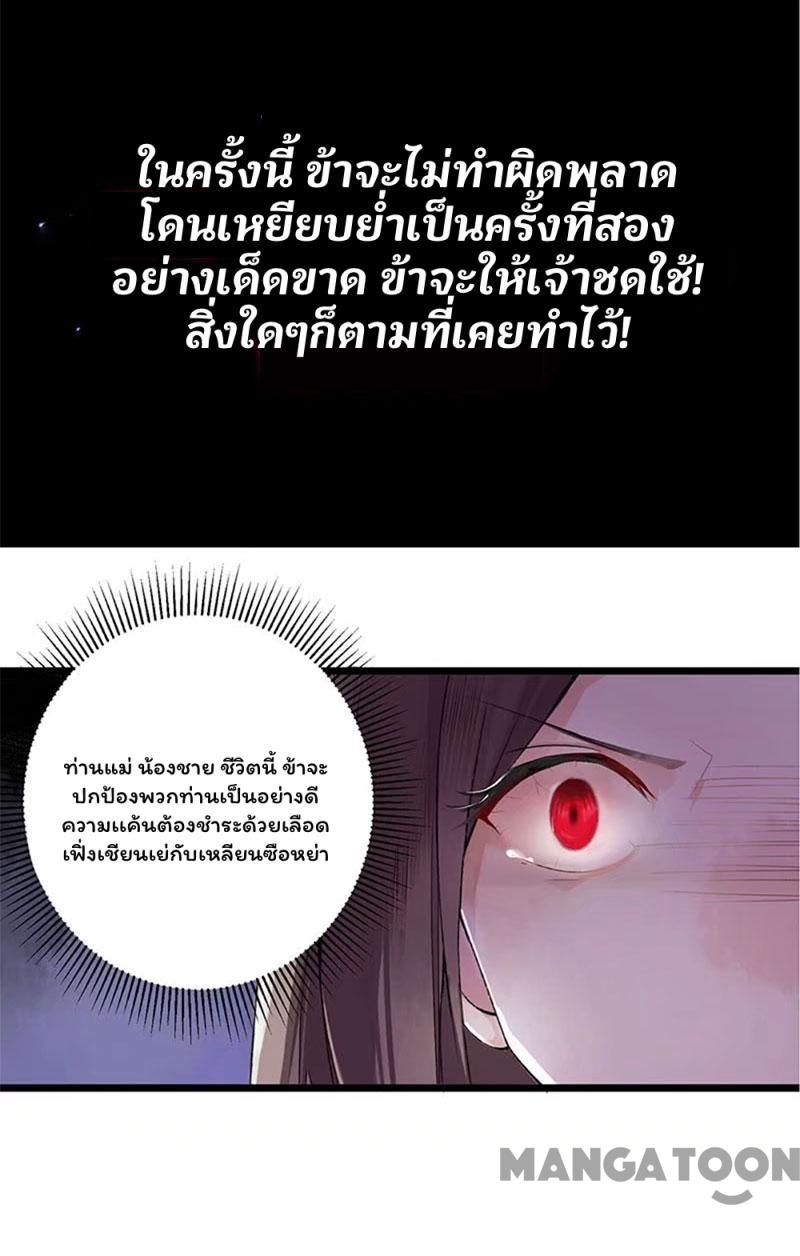 ในครั้งนี้ ข้าจะไม่ทำผิดพลาด
โดนเหยียบย่ำเป็นครั้งที่สอง
อย่างเด็ดขาด ข้าจะให้เจ้าชดใช้!
สิ่งใดๆก็ตามที่เคยทำไว้!
ท่านแม่ น้องชาย ชีวิตนี้ ข้าจะ
ปกป้องพวกท่านเป็นอย่างดี
ความแค้นต้องชำระด้วยเลือด
เฟิ่งเชียนเย่กับเหลียนซือหย่า
MANGATOON